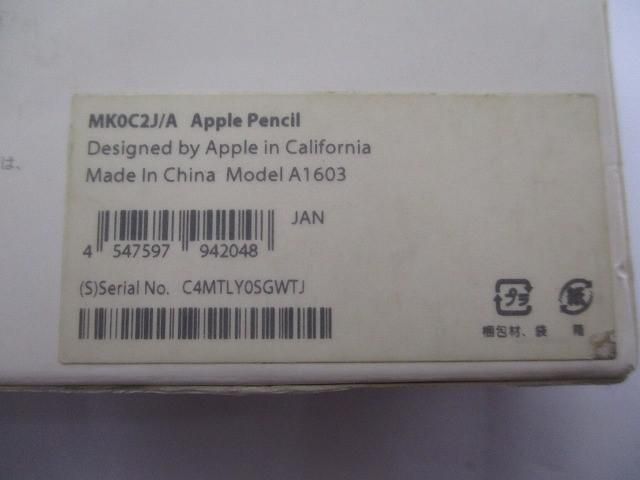 MK0C2J/A Apple Pencil
Designed by Apple in California
Made In China Model A1603
JAN
4 547597 942048
(S)Serial No. C4MTLY0SGWTJ
プラ 紙
梱包材、袋 箱
は、